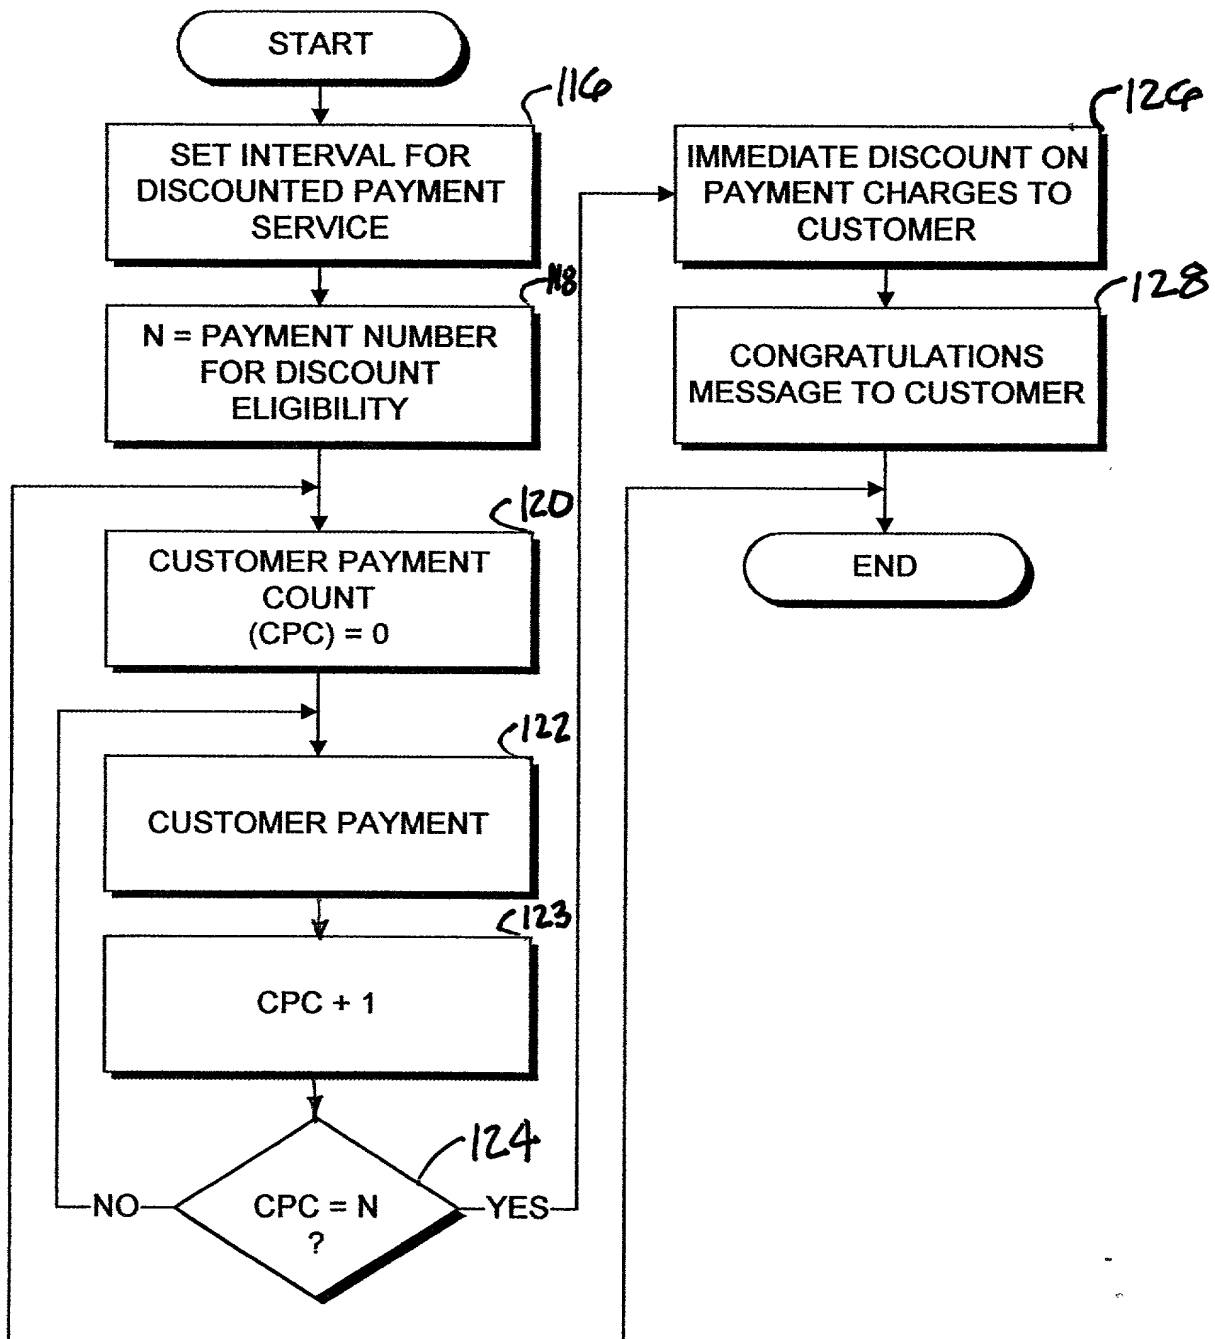 START
116
SET INTERVAL FOR
DISCOUNTED PAYMENT
SERVICE
118
N = PAYMENT NUMBER
FOR DISCOUNT
ELIGIBILITY
120
CUSTOMER PAYMENT
COUNT
(CPC) = 0
122
CUSTOMER PAYMENT
123
CPC + 1
124
CPC = N
?
NO
YES
126
IMMEDIATE DISCOUNT ON
PAYMENT CHARGES TO
CUSTOMER
128
CONGRATULATIONS
MESSAGE TO CUSTOMER
END